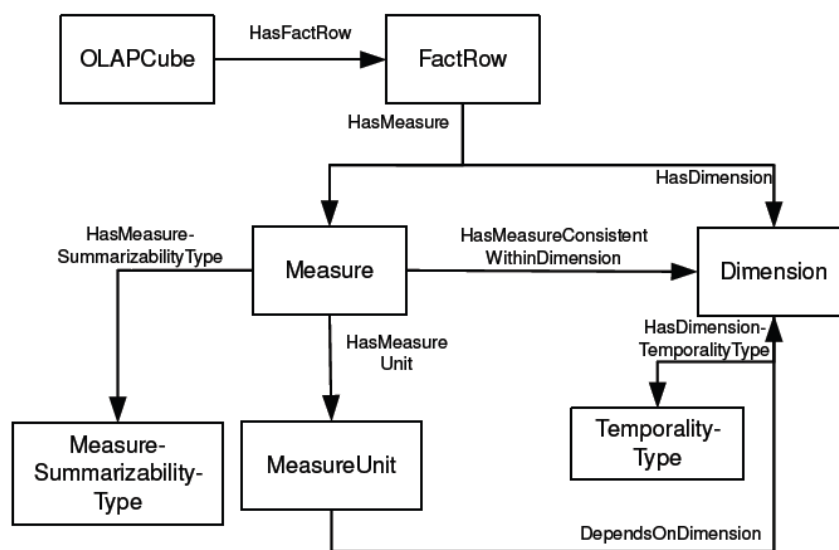 HasFactRow
OLAPCube
FactRow
HasMeasure
HasDimension
HasMeasure-
SummarizabilityType
HasMeasureConsistent
WithinDimension
Measure
Dimension
HasMeasure
Unit
HasDimension-
TemporalityType
Measure-
Summarizability-
Type
MeasureUnit
Temporality-
Type
DependsOnDimension